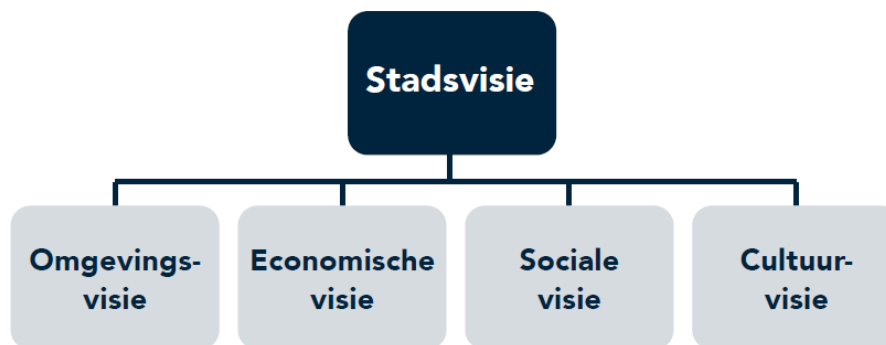 Stadsvisie
Omgevings-
visie
Economische
visie
Sociale
visie
Cultuur-
visie